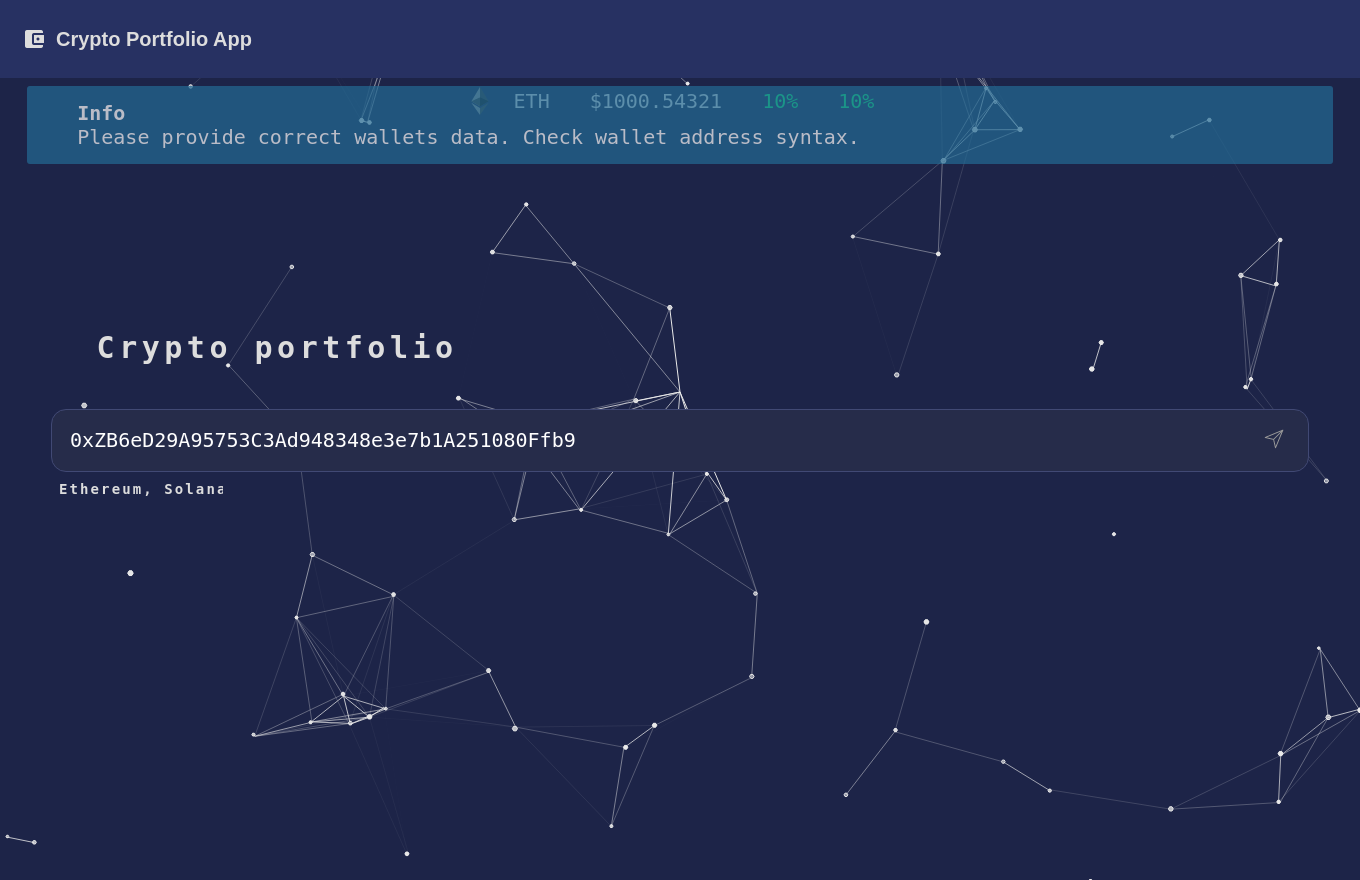 Crypto Portfolio App
ETH $1000.54321 10% 10%
Info
Please provide correct wallets data. Check wallet address syntax.
Crypto portfolio
0xZB6eD29A95753C3Ad948348e3e7b1A251080Ffb9
Ethereum, Solana